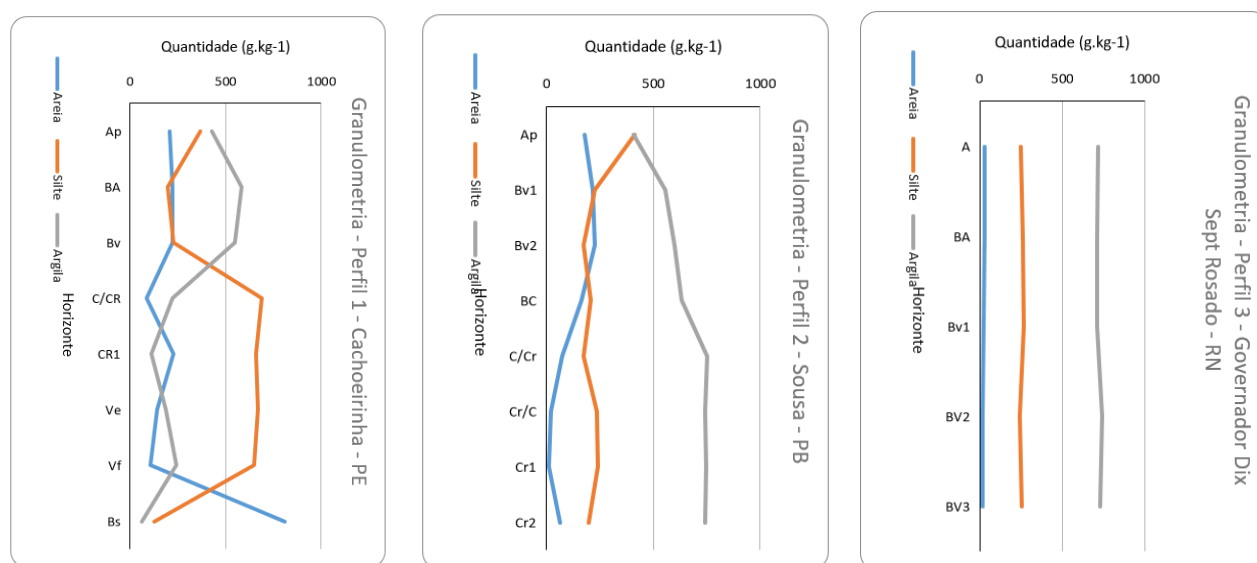 Quantidade (g.kg-1)
0 500 1000
Areia
Silte
Argila
Horizonte
Ap
BA
Bv
C/CR
CR1
Ve
Vf
Bs
Granulometria - Perfil 1 - Cachoeirinha - PE
Quantidade (g.kg-1)
0 500 1000
Areia
Silte
Argila
Horizonte
Ap
Bv1
Bv2
BC
C/Cr
Cr/C
Cr1
Cr2
Granulometria - Perfil 2 - Sousa - PB
Quantidade (g.kg-1)
0 500 1000
Areia
Silte
Argila
Horizonte
A
BA
Bv1
BV2
BV3
Granulometria - Perfil 3 - Governador Dix
Sept Rosado - RN